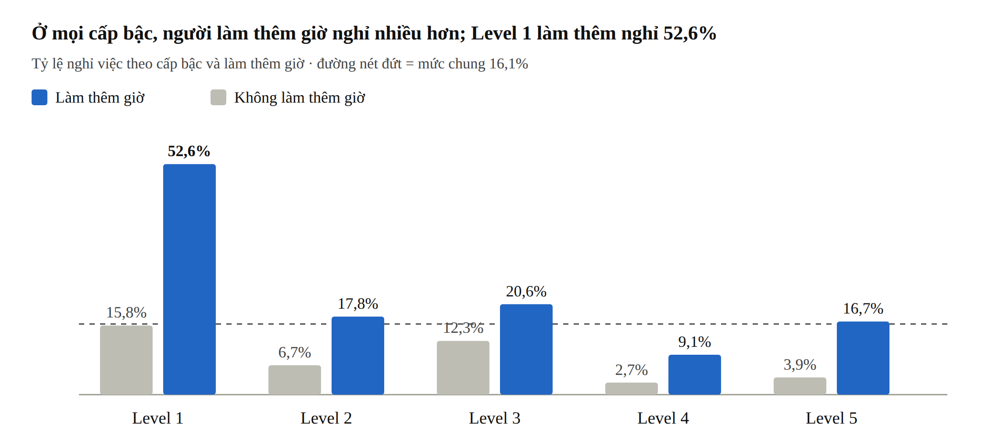 Ở mọi cấp bậc, người làm thêm giờ nghỉ nhiều hơn; Level 1 làm thêm nghỉ 52,6%
Tỷ lệ nghỉ việc theo cấp bậc và làm thêm giờ · đường nét đứt = mức chung 16,1%
Làm thêm giờ Không làm thêm giờ
52,6%
20,6%
17,8%
16,7%
15,8%
12,3%
9,1%
6,7%
3,9%
2,7%
Level 1 Level 2 Level 3 Level 4 Level 5